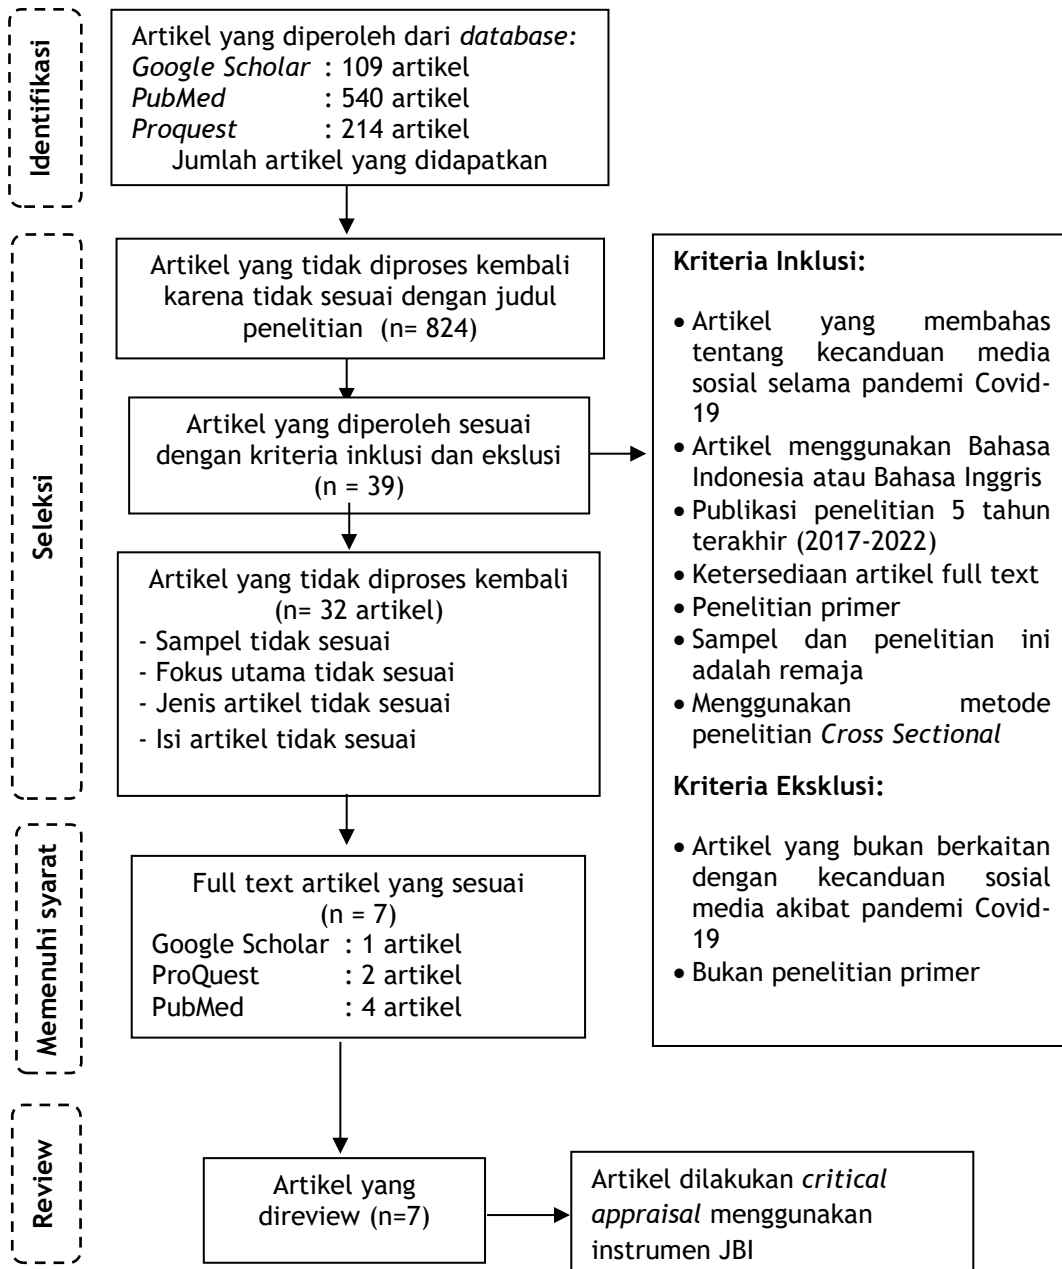 Identifikasi
Artikel yang diperoleh dari database:
Google Scholar : 109 artikel
PubMed : 540 artikel
Proquest : 214 artikel
Jumlah artikel yang didapatkan
Seleksi
Artikel yang tidak diproses kembali
karena tidak sesuai dengan judul
penelitian (n= 824)
Artikel yang diperoleh sesuai
dengan kriteria inklusi dan ekslusi
(n = 39)
Kriteria Inklusi:
• Artikel yang membahas
tentang kecanduan media
sosial selama pandemi Covid-
19
• Artikel menggunakan Bahasa
Indonesia atau Bahasa Inggris
• Publikasi penelitian 5 tahun
terakhir (2017-2022)
• Ketersediaan artikel full text
• Penelitian primer
• Sampel dan penelitian ini
adalah remaja
• Menggunakan metode
penelitian Cross Sectional
Kriteria Eksklusi:
• Artikel yang bukan berkaitan
dengan kecanduan sosial
media akibat pandemi Covid-
19
• Bukan penelitian primer
Artikel yang tidak diproses kembali
(n= 32 artikel)
- Sampel tidak sesuai
- Fokus utama tidak sesuai
- Jenis artikel tidak sesuai
- Isi artikel tidak sesuai
Memenuhi syarat
Full text artikel yang sesuai
(n = 7)
Google Scholar : 1 artikel
ProQuest : 2 artikel
PubMed : 4 artikel
Review
Artikel yang
direview (n=7)
Artikel dilakukan critical
appraisal menggunakan
instrumen JBI